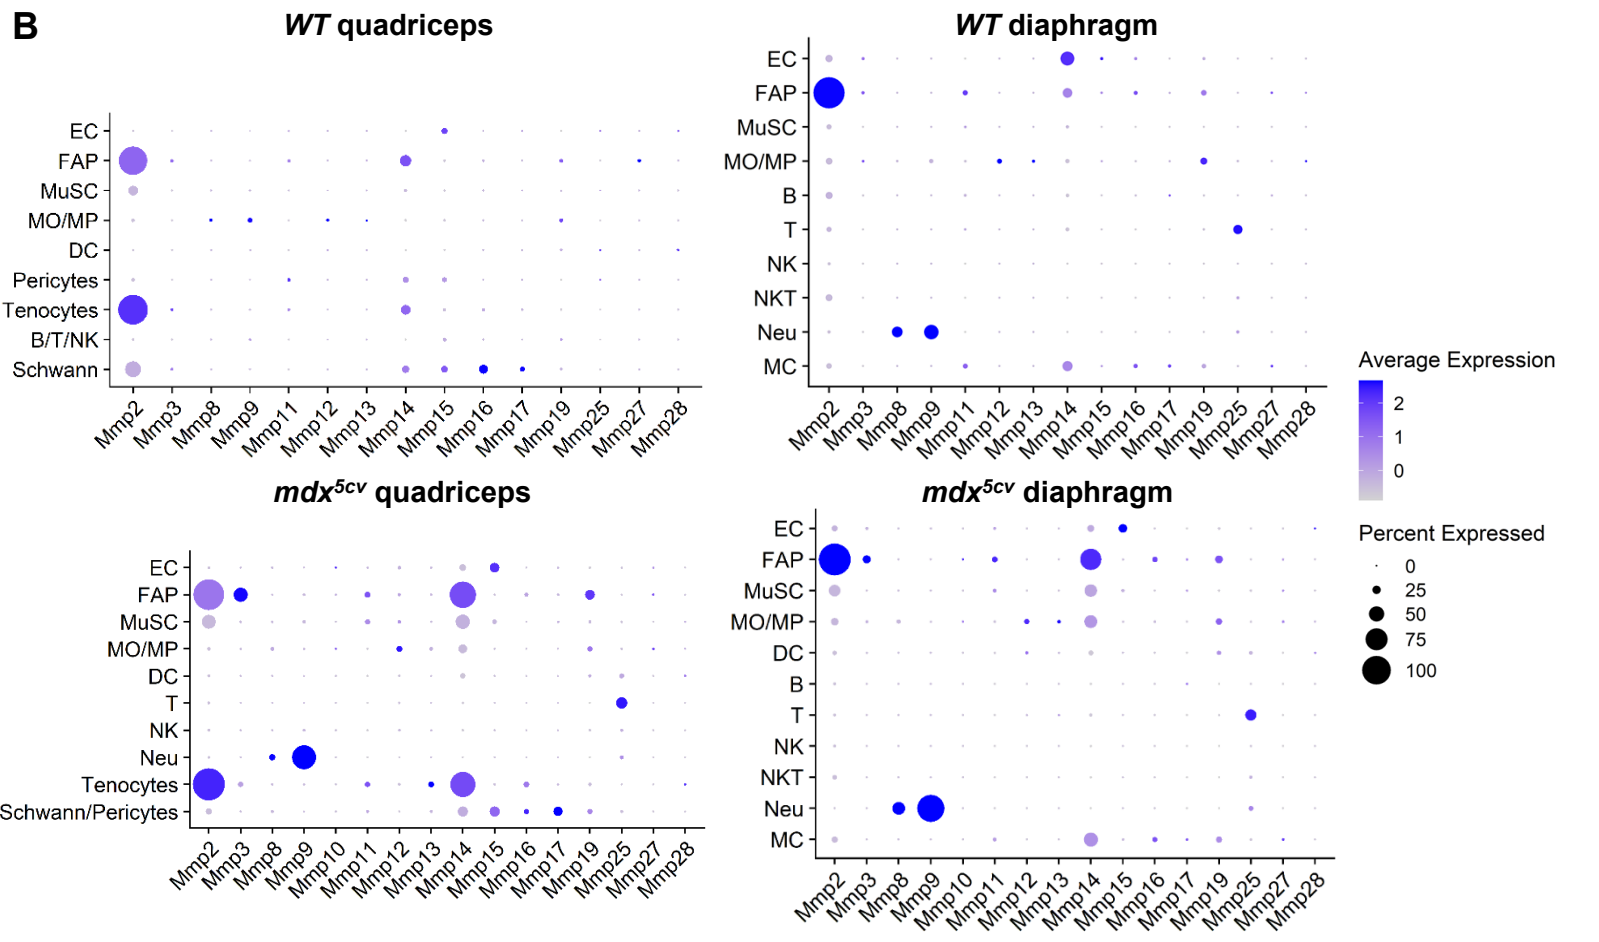 B
WT quadriceps
EC
FAP
MuSC
MO/MP
DC
Pericytes
Tenocytes
B/T/NK
Schwann
Mmp2 Mmp3 Mmp8 Mmp9 Mmp11 Mmp12 Mmp13 Mmp14 Mmp15 Mmp16 Mmp17 Mmp19 Mmp25 Mmp27 Mmp28
WT diaphragm
EC
FAP
MuSC
MO/MP
B
T
NK
NKT
Neu
MC
Mmp2 Mmp3 Mmp8 Mmp9 Mmp11 Mmp12 Mmp13 Mmp14 Mmp15 Mmp16 Mmp17 Mmp19 Mmp25 Mmp27 Mmp28
mdx5cv quadriceps
EC
FAP
MuSC
MO/MP
DC
T
NK
Neu
Tenocytes
Schwann/Pericytes
Mmp2 Mmp3 Mmp8 Mmp9 Mmp10 Mmp11 Mmp12 Mmp13 Mmp14 Mmp15 Mmp16 Mmp17 Mmp19 Mmp25 Mmp27 Mmp28
mdx5cv diaphragm
EC
FAP
MuSC
MO/MP
DC
B
T
NK
NKT
Neu
MC
Mmp2 Mmp3 Mmp8 Mmp9 Mmp10 Mmp11 Mmp12 Mmp13 Mmp14 Mmp15 Mmp16 Mmp17 Mmp19 Mmp25 Mmp27 Mmp28
Average Expression
2
1
0
Percent Expressed
0
25
50
75
100